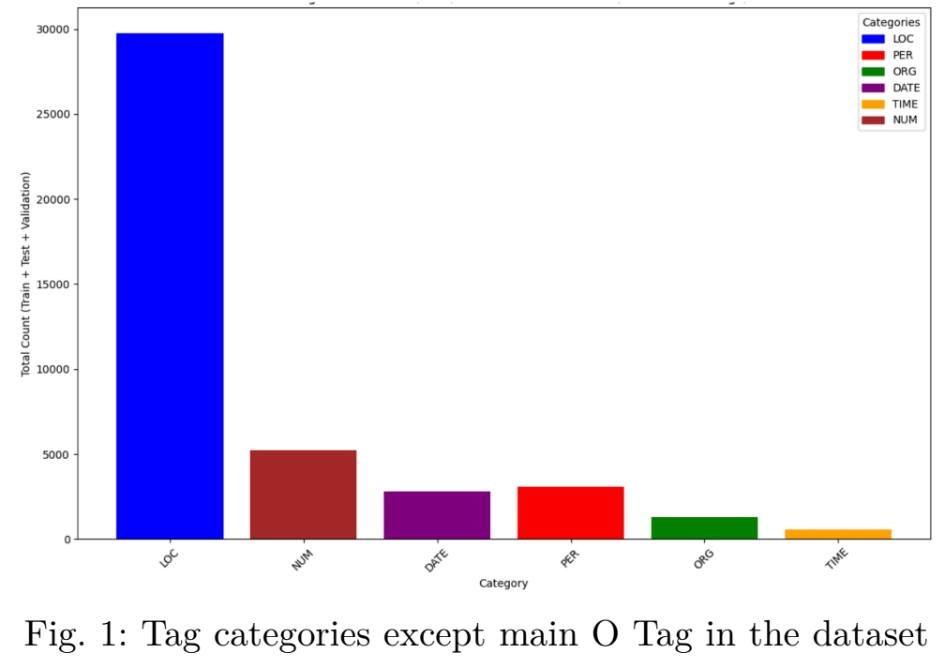 Categories
LOC
PER
ORG
DATE
TIME
NUM
30000
25000
20000
15000
10000
5000
0
Total Count (Train + Test + Validation)
LOC NUM DATE PER ORG TIME
Category
Fig. 1: Tag categories except main O Tag in the dataset